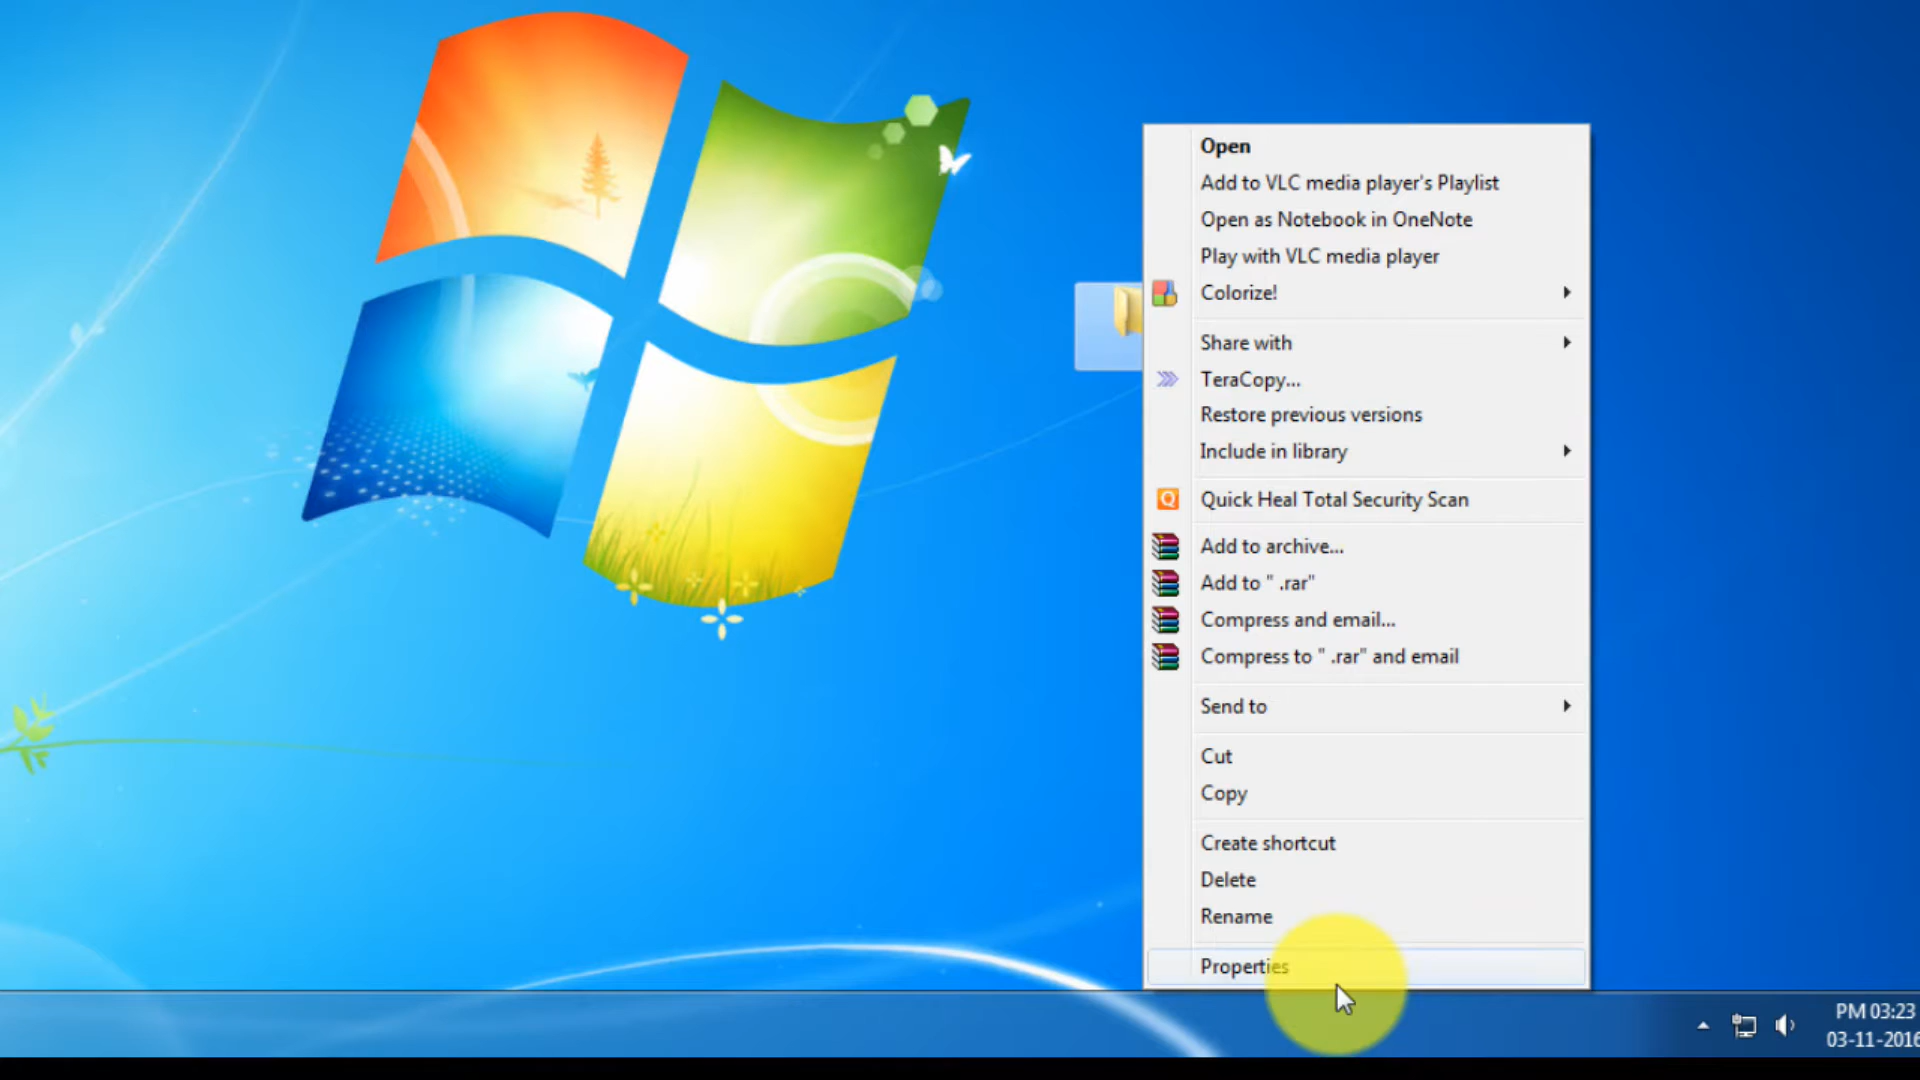 Open
Add to VLC media player's Playlist
Open as Notebook in OneNote
Play with VLC media player
Colorize!
Share with
TeraCopy...
Restore previous versions
Include in library
Q
Quick Heal Total Security Scan
Add to archive...
Add to " .rar"
Compress and email...
Compress to " .rar" and email
Send to
Cut
Copy
Create shortcut
Delete
Rename
Properties
PM 03:23
03-11-2016